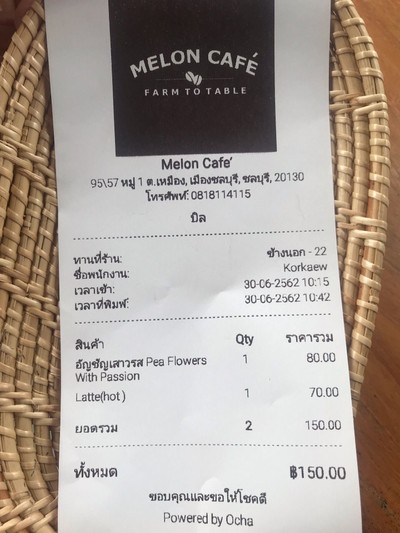 MELON CAFÉ
FARM TO TABLE
Melon Cafe'
95\57 หมู่ 1 ต.เหมือง, เมืองชลบุรี, ชลบุรี, 20130
โทรศัพท์: 0818114115
บิล
ทานที่ร้าน: ข้างนอก - 22
ชื่อพนักงาน: Korkaew
เวลาเข้า: 30-06-2562 10:15
เวลาที่พิมพ์: 30-06-2562 10:42
สินค้า Qty ราคารวม
อัญชัญเสาวรส Pea Flowers 1 80.00
With Passion
Latte(hot ) 1 70.00
ยอดรวม 2 150.00
ทั้งหมด ฿150.00
ขอบคุณและขอให้โชคดี
Powered by Ocha